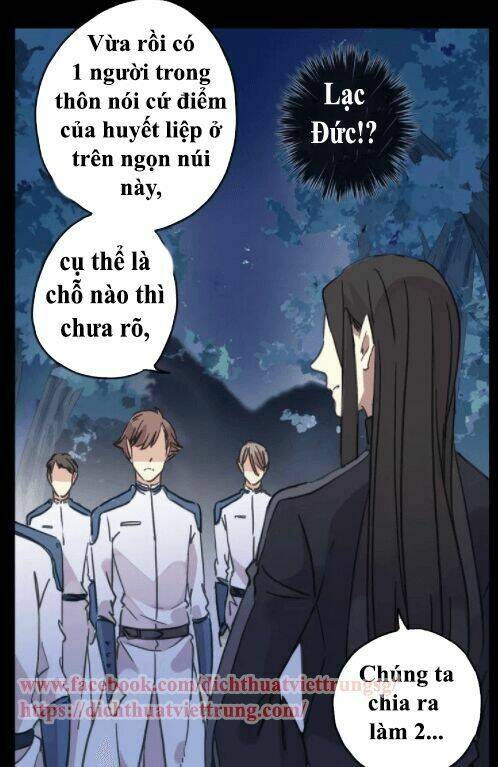 Vừa rồi có
1 người trong
thôn nói cứ điểm
của huyết liệp ở
trên ngọn núi
này,
Lạc
Đức!?
cụ thể là
chỗ nào thì
chưa rõ,
Chúng ta
chia ra
làm 2...
www.facebook.com/dichthuatviettrungsg/
https://dichthuatviettrung.com/